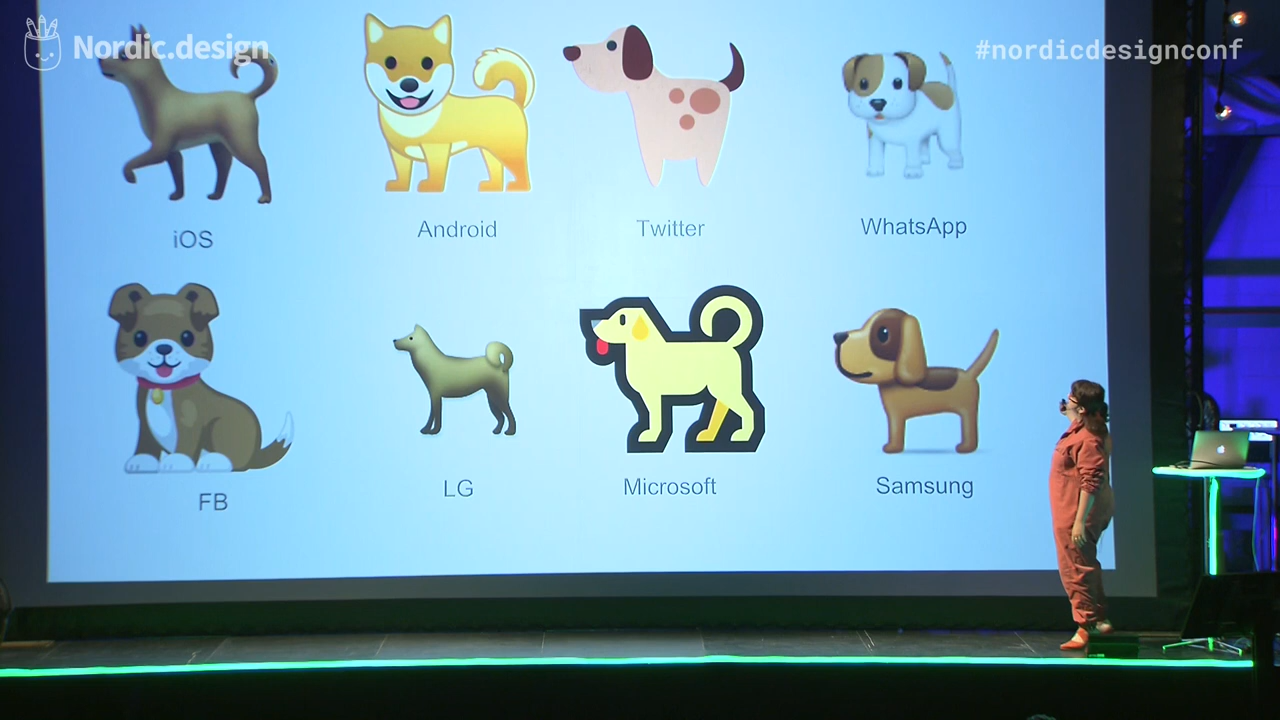 Nordic.design
#nordicdesignconf
iOS
Android
Twitter
WhatsApp
FB
LG
Microsoft
Samsung